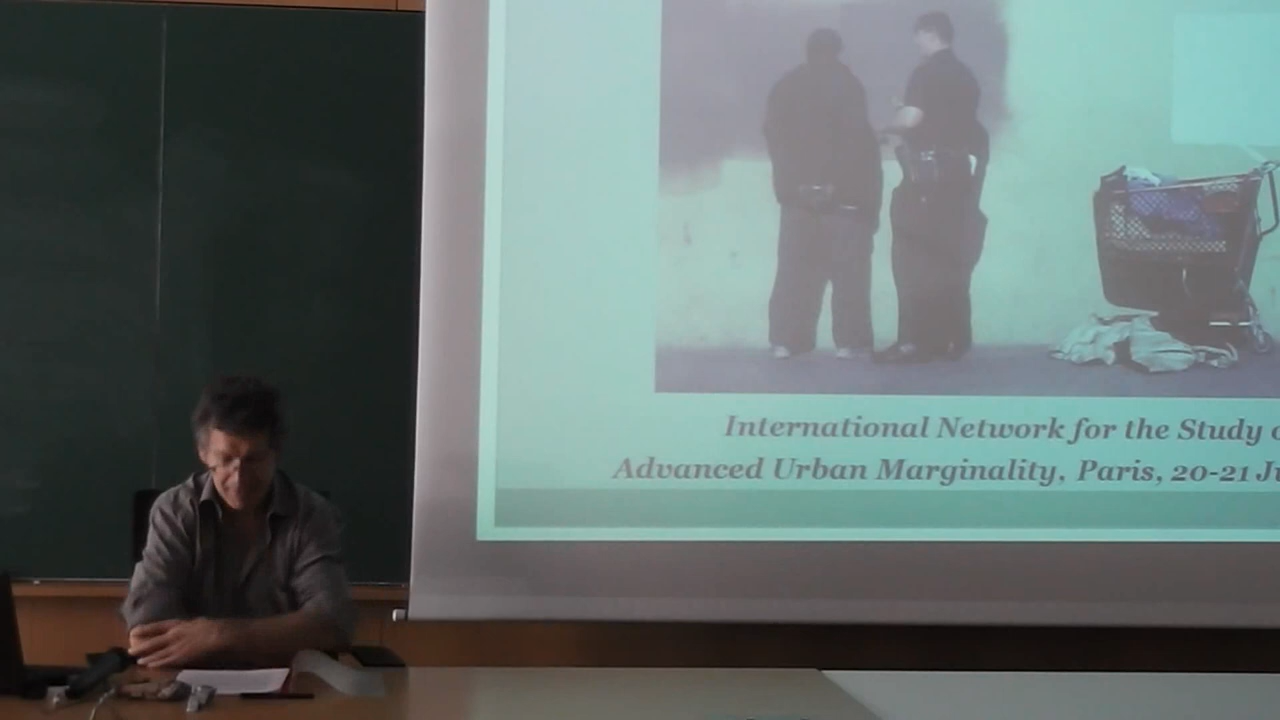 International Network for the Study
Advanced Urban Marginality, Paris, 20-21